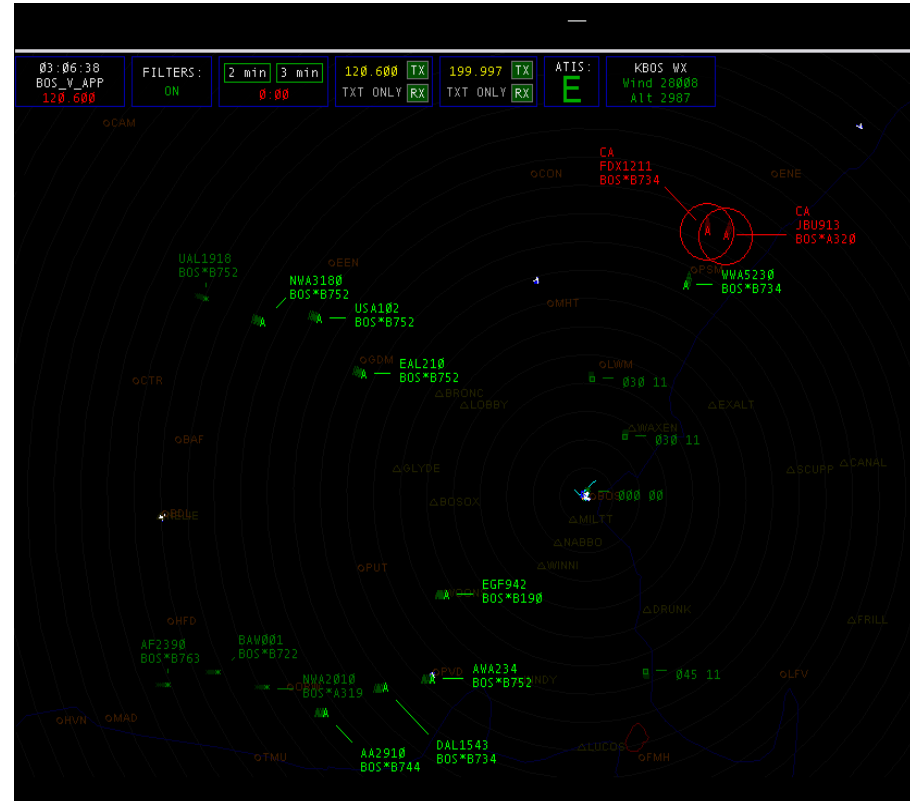 03:06:38
BOS_V_APP
120.600
FILTERS:
ON
2 min 3 min
0:00
120.600 TX
TXT ONLY RX
199.997 TX
TXT ONLY RX
ATIS:
E
KBOS WX
Wind 28008
Alt 2987
CAM
CON
ENE
CA
FDX1211
BOS*B734
CA
JBU913
BOS*A320
UAL1918
BOS*B752
EEN
NWA3180
BOS*B752
USA102
BOS*B752
PSM
WWA5230
BOS*B734
MHT
GDM
EAL210
BOS*B752
CTR
LWM
030 11
BRONC
LOBBY
EXALT
WAXEN
030 11
BAF
GLYDE
SCUPP
CANAL
BOSOX
BOS
000 00
BDL
MILTT
NABBO
WINNI
PUT
EGF942
BOS*B190
DRUNK
FRILL
HFD
AF2390
BOS*B763
BAW001
BOS*B722
NWA2010
BOS*A319
PVD
AWA234
BOS*B752
045 11
LFV
HVN
MAD
AA2910
BOS*B744
DAL1543
BOS*B734
TMU
LUCOS
FMH